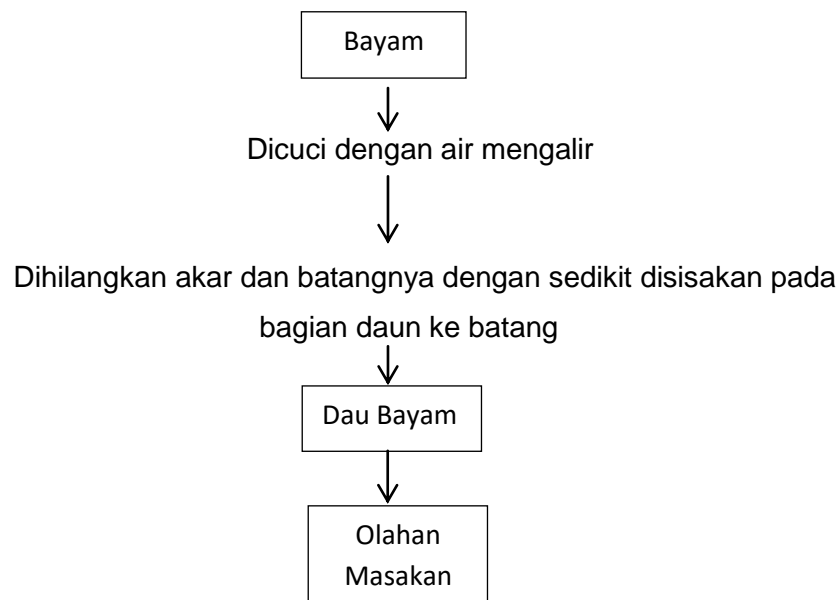 Bayam
Dicuci dengan air mengalir
Dihilangkan akar dan batangnya dengan sedikit disisakan pada
bagian daun ke batang
Dau Bayam
Olahan
Masakan